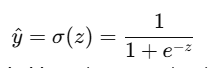 ŷ = σ(z) = 1 / (1 + e^{-z})